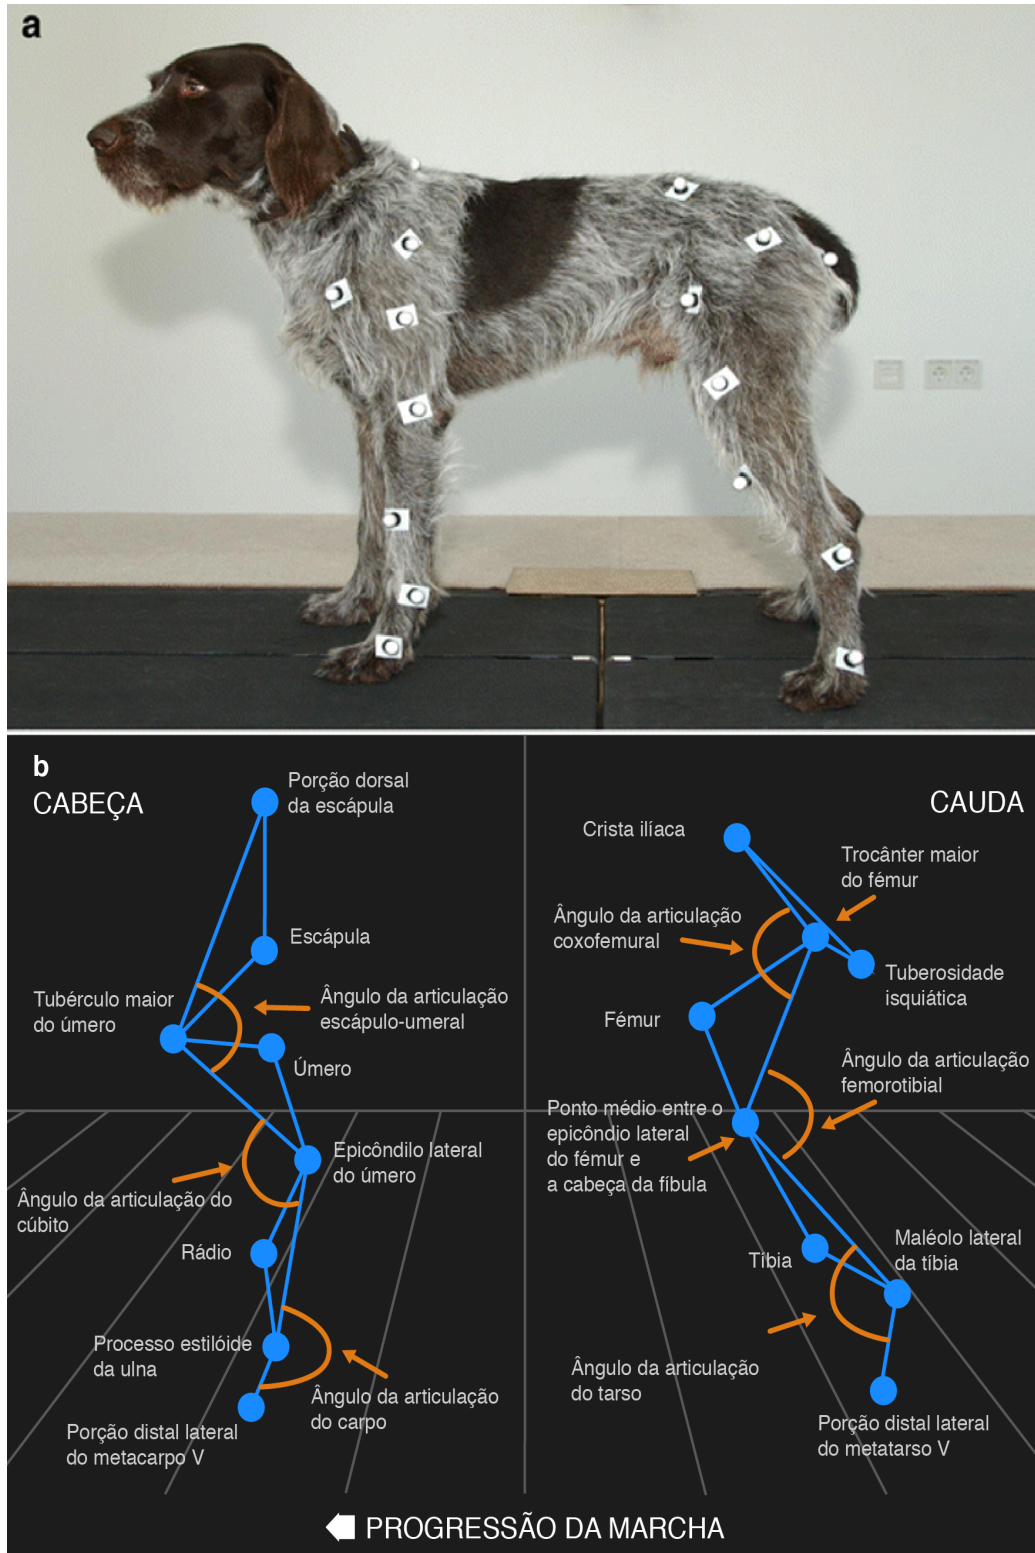 a
b
CABEÇA
Porção dorsal
da escápula
Escápula
Tubérculo maior
do úmero
Ângulo da articulação
escápulo-umeral
Úmero
Epicôndilo lateral
do úmero
Ângulo da articulação do
cúbito
Rádio
Processo estilóide
da ulna
Ângulo da articulação
do carpo
Porção distal lateral
do metacarpo V
CAUDA
Crista ilíaca
Trocânter maior
do fémur
Ângulo da articulação
coxofemural
Tuberosidade
isquiática
Fémur
Ângulo da articulação
femorotibial
Ponto médio entre o
epicôndio lateral
do fémur e
a cabeça da fíbula
Maléolo lateral
da tíbia
Tíbia
Ângulo da articulação
do tarso
Porção distal lateral
do metatarso V
PROGRESSÃO DA MARCHA